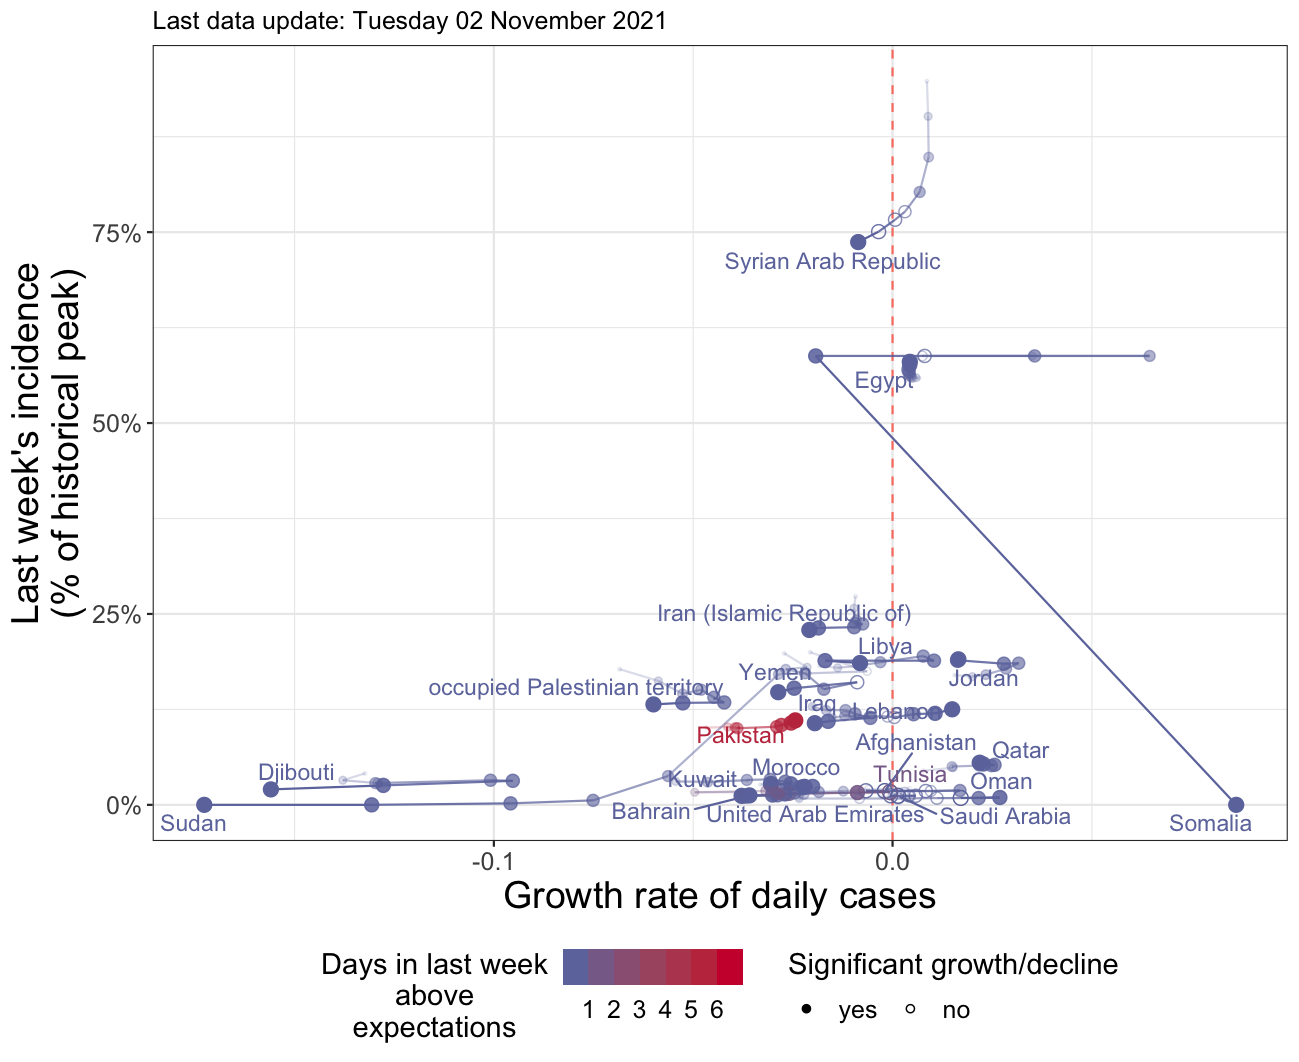 Last data update: Tuesday 02 November 2021
Last week's incidence
(% of historical peak)
75%
50%
25%
0%
Syrian Arab Republic
Egypt
Iran (Islamic Republic of)
Libya
Yemen
Jordan
occupied Palestinian territory
Iraq
Lebanon
Pakistan
Afghanistan
Qatar
Djibouti
Morocco
Kuwait
Tunisia
Oman
Bahrain
United Arab Emirates
Saudi Arabia
Sudan
Somalia
-0.1
0.0
Growth rate of daily cases
Days in last week
above
expectations
1 2 3 4 5 6
Significant growth/decline
yes
no